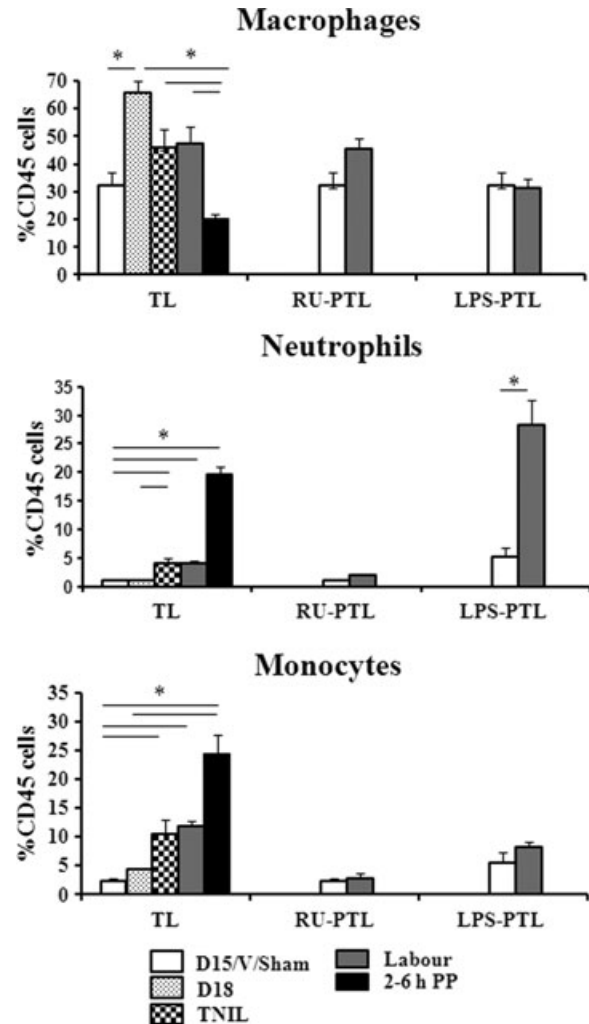 Macrophages
* *
70
60
50
40
30
20
10
0
%CD45 cells
TL RU-PTL LPS-PTL
Neutrophils
* *
35
30
25
20
15
10
5
0
%CD45 cells
TL RU-PTL LPS-PTL
Monocytes
*
35
30
25
20
15
10
5
0
%CD45 cells
TL RU-PTL LPS-PTL
D15/V/Sham Labour
D18 2-6 h PP
TNIL